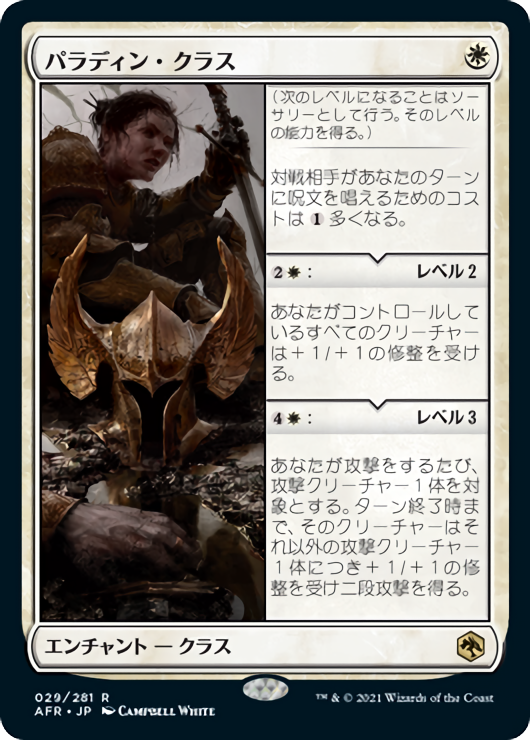 パラディン・クラス
（次のレベルになることはソー
サリーとして行う。そのレベル
の能力を得る。）
対戦相手があなたのターン
に呪文を唱えるためのコス
トは 1 多くなる。
2 : レベル 2
あなたがコントロールして
いるすべてのクリーチャー
は＋1/＋1の修整を受け
る。
4 : レベル 3
あなたが攻撃をするたび、
攻撃クリーチャー1体を対
象とする。ターン終了時ま
で、そのクリーチャーはそ
れ以外の攻撃クリーチャー
1体につき＋1/＋1の修
整を受け二段攻撃を得る。
エンチャント — クラス
029/281 R
AFR • JP Campbell White
™ & © 2021 Wizards of the Coast